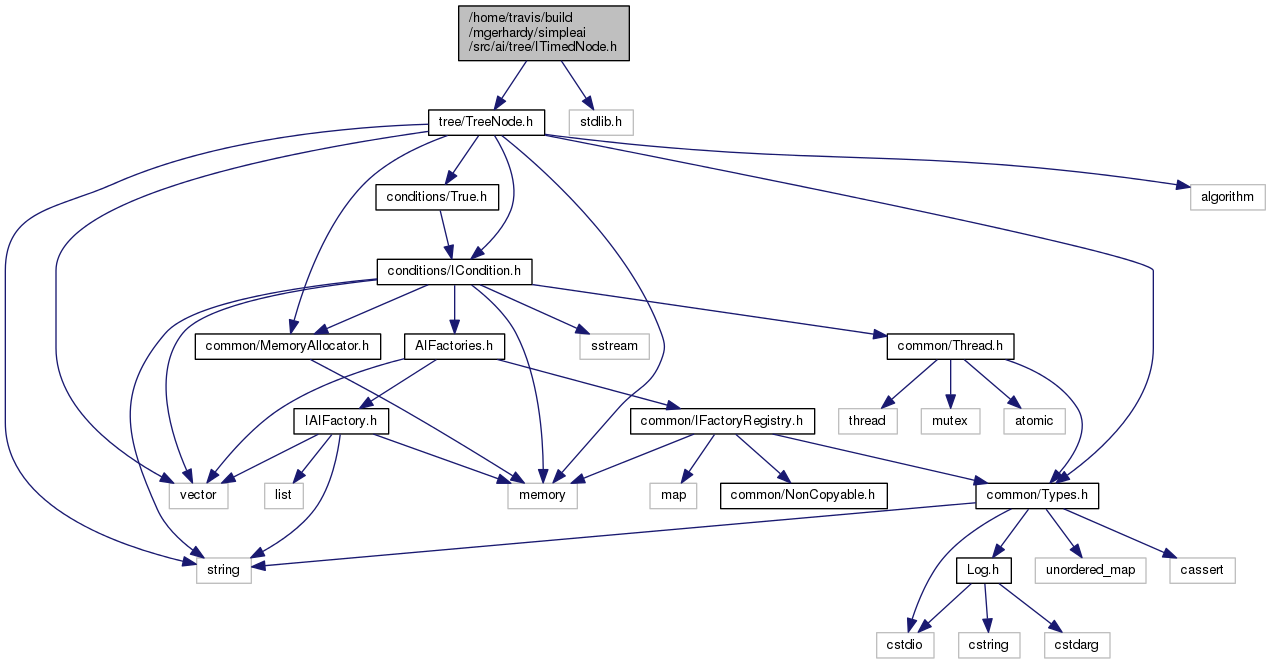 /home/travis/build
/mgerhardy/simpleai
/src/ai/tree/ITimedNode.h
tree/TreeNode.h
stdlib.h
conditions/True.h
algorithm
conditions/ICondition.h
common/MemoryAllocator.h
AIFactories.h
sstream
common/Thread.h
IAIFactory.h
common/IFactoryRegistry.h
thread
mutex
atomic
vector
list
memory
map
common/NonCopyable.h
common/Types.h
string
Log.h
unordered_map
cassert
cstdio
cstring
cstdarg